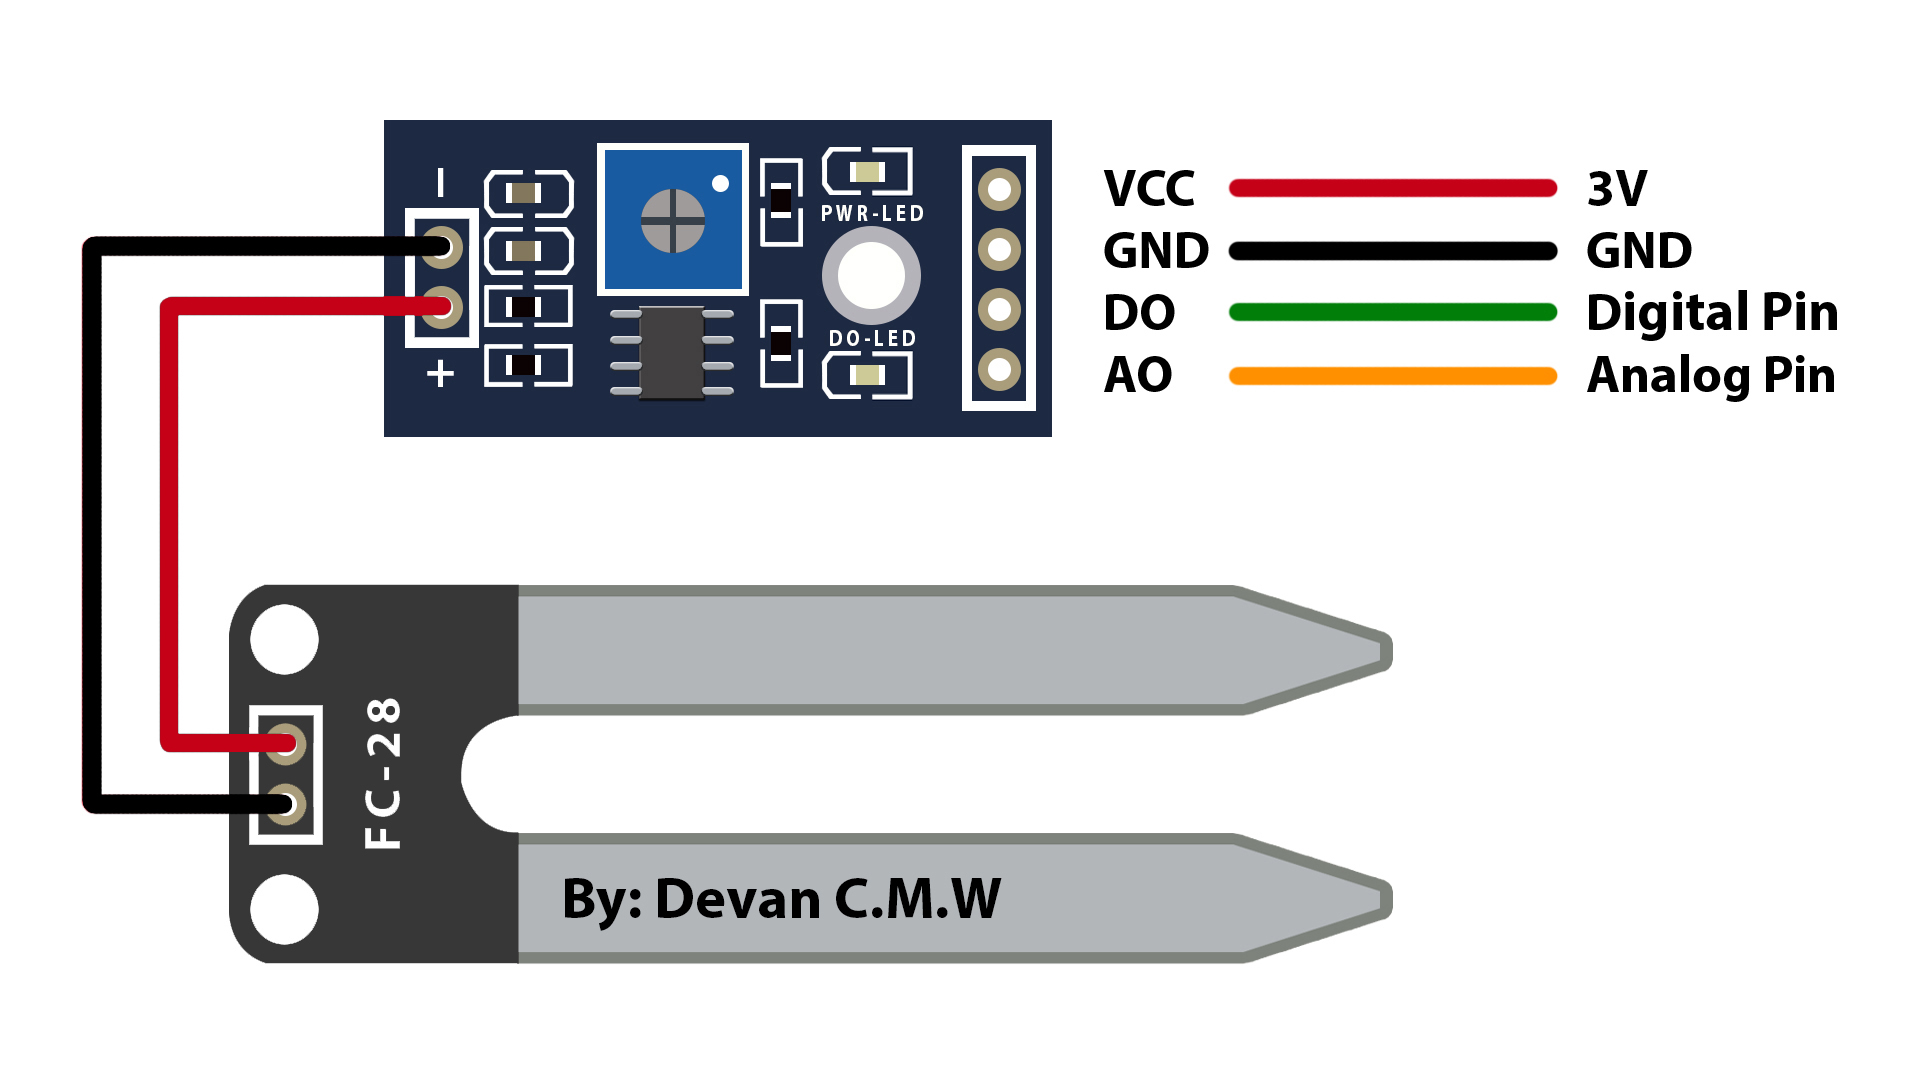 –
+
PWR-LED
DO-LED
VCC 3V
GND GND
DO Digital Pin
AO Analog Pin
FC-28
By: Devan C.M.W